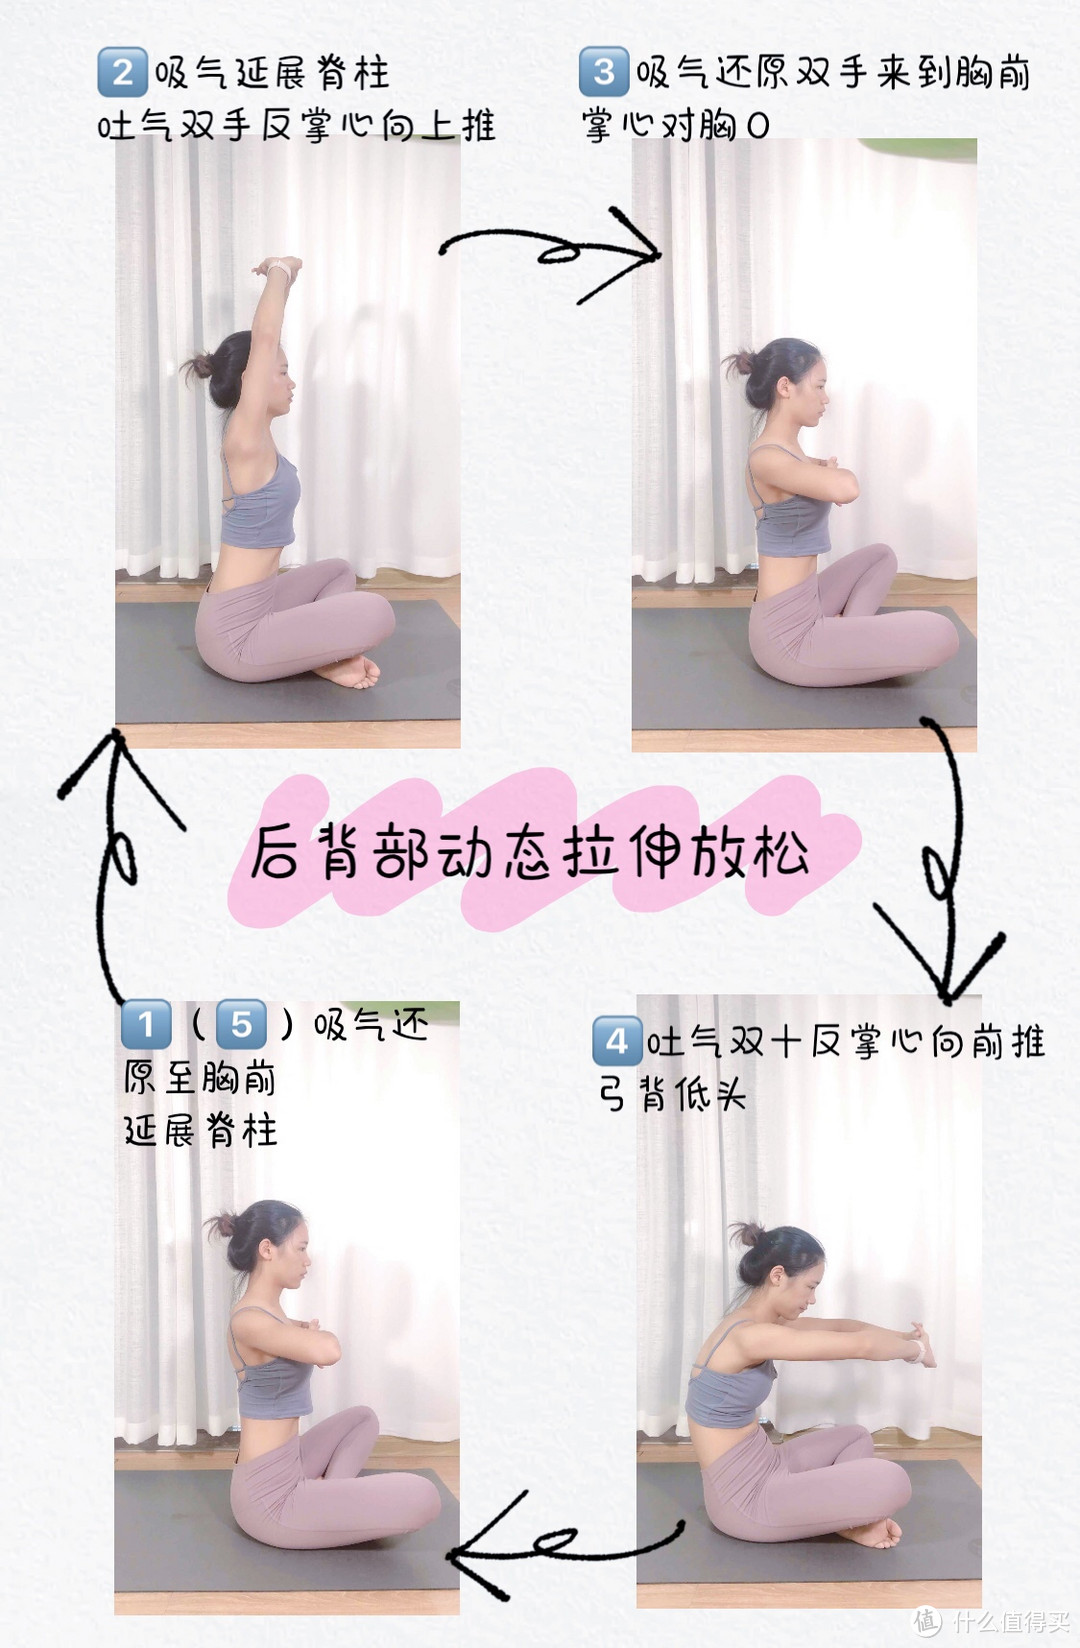 2 吸气延展脊柱
吐气双手反掌心向上推
3 吸气还原双手来到胸前
掌心对胸口
后背部动态拉伸放松
1（5）吸气还
原至胸前
延展脊柱
4 吐气双十反掌心向前推
弓背低头
值 什么值得买